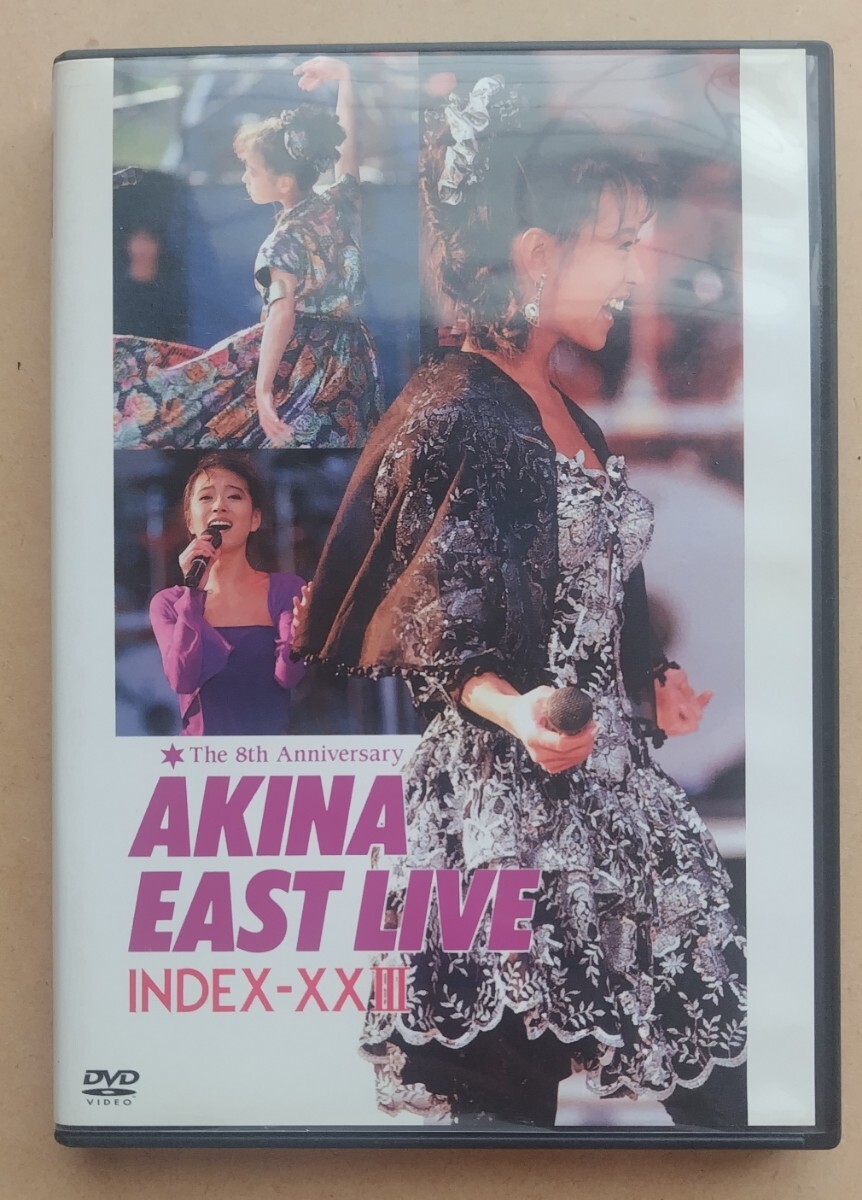 ★ The 8th Anniversary
AKINA
EAST LIVE
INDEX-XXIII
DVD
VIDEO